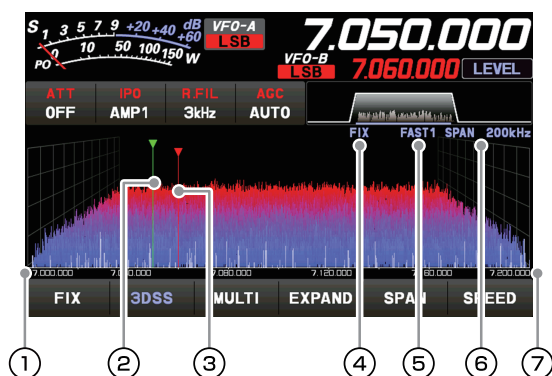 S 1 3 5 7 9 +20 +40 +60 dB
PO 0 10 50 100 150 W
VFO-A
LSB
7.050.000
VFO-B
LSB
7.060.000
LEVEL
ATT IPO R.FIL AGC
OFF AMP1 3kHz AUTO
FIX FAST1 SPAN 200kHz
7.000.000 7.120.000 7.200.000
FIX 3DSS MULTI EXPAND SPAN SPEED
1 2 3 4 5 6 7